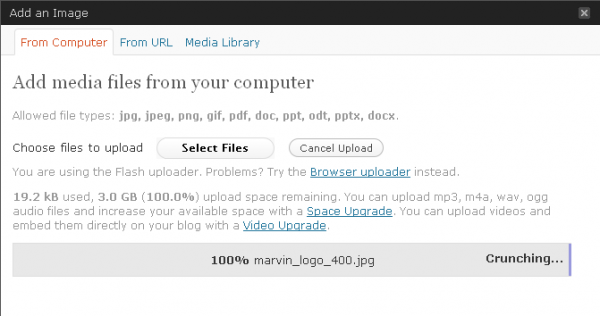 Add an Image
From Computer From URL Media Library
Add media files from your computer
Allowed file types: jpg, jpeg, png, gif, pdf, doc, ppt, odt, pptx, docx.
Choose files to upload Select Files Cancel Upload
You are using the Flash uploader. Problems? Try the Browser uploader instead.
19.2 kB used, 3.0 GB (100.0%) upload space remaining. You can upload mp3, m4a, wav, ogg
audio files and increase your available space with a Space Upgrade. You can upload videos and
embed them directly on your blog with a Video Upgrade.
100% marvin_logo_400.jpg Crunching...